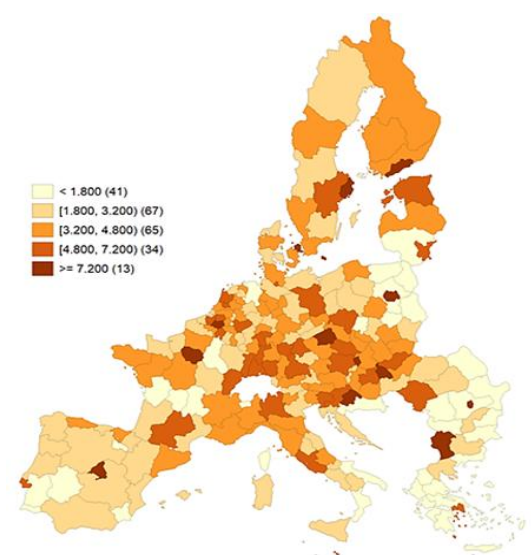 < 1.800 (41)
[1.800, 3.200) (67)
[3.200, 4.800) (65)
[4.800, 7.200) (34)
>= 7.200 (13)